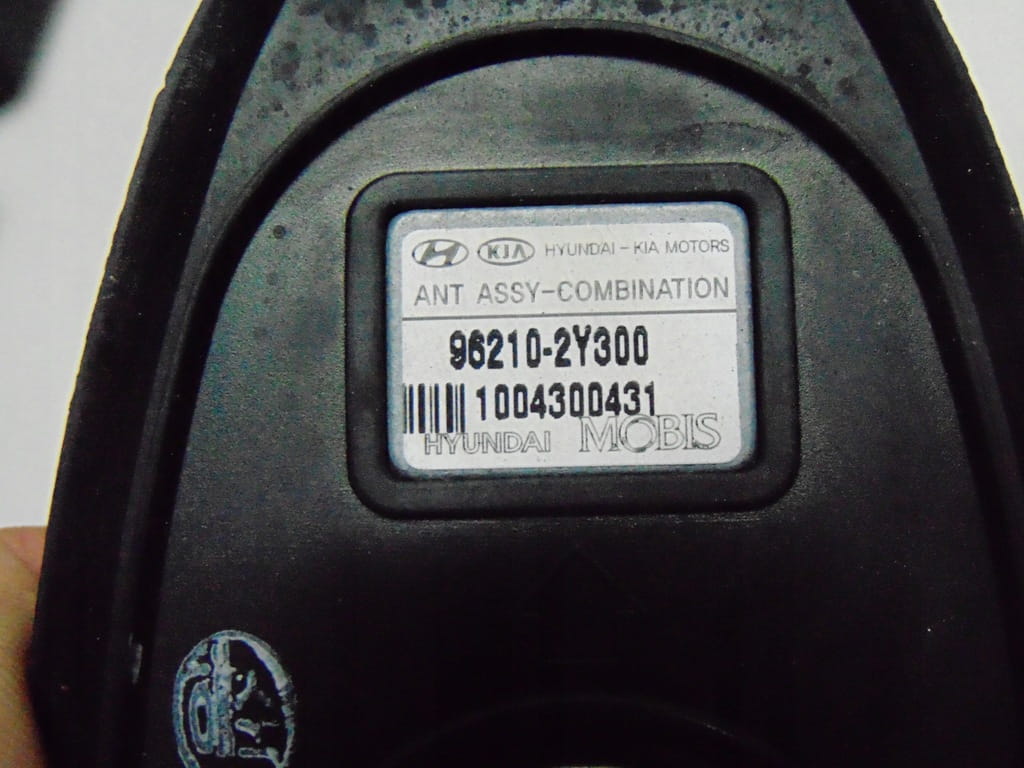 KIA HYUNDAI - KIA MOTORS
ANT ASSY-COMBINATION
96210-2Y300
1004300431
HYUNDAI MOBIS